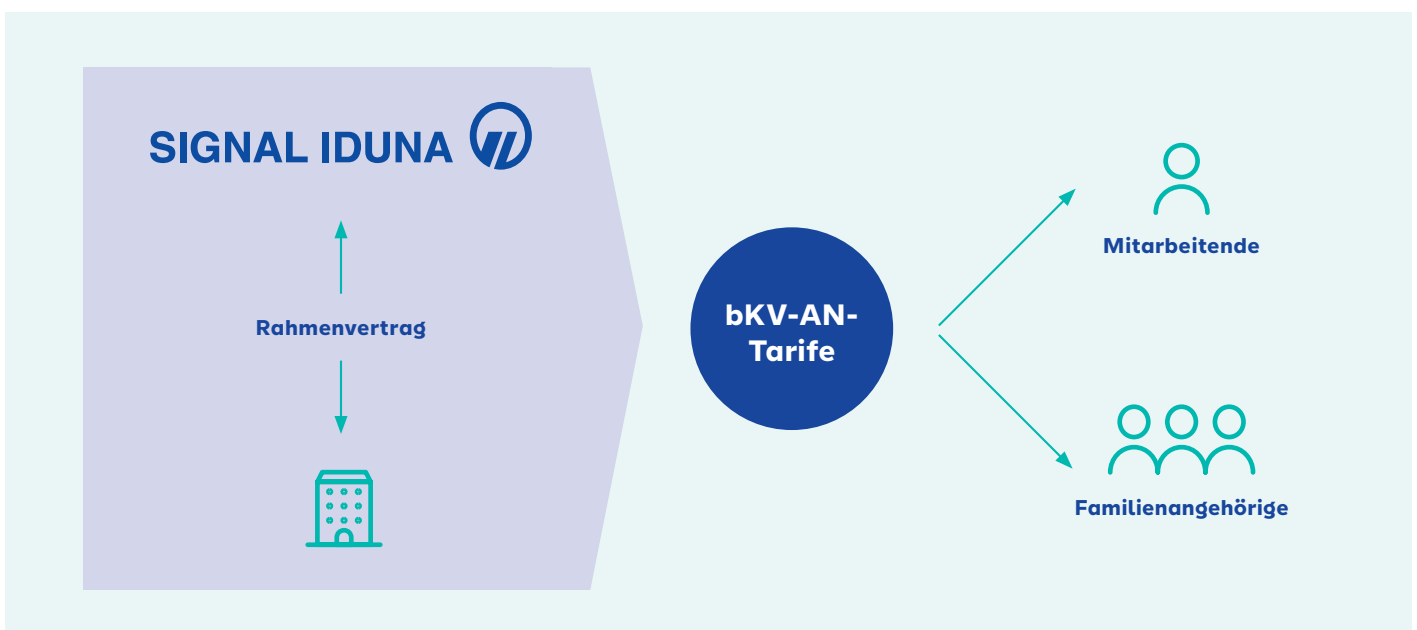 SIGNAL IDUNA
Rahmenvertrag
bKV-AN-
Tarife
Mitarbeitende
Familienangehörige